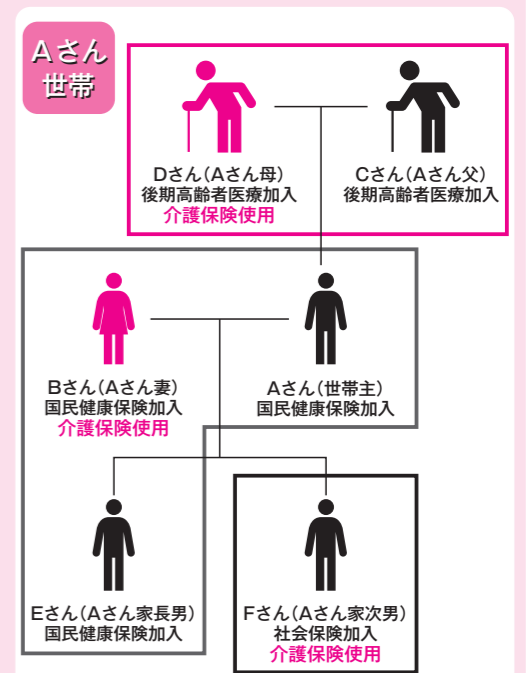 Aさん
世帯
Dさん(Aさん母)
後期高齢者医療加入
介護保険使用
Cさん(Aさん父)
後期高齢者医療加入
Bさん(Aさん妻)
国民健康保険加入
介護保険使用
Aさん(世帯主)
国民健康保険加入
Eさん(Aさん家長男)
国民健康保険加入
Fさん(Aさん家次男)
社会保険加入
介護保険使用